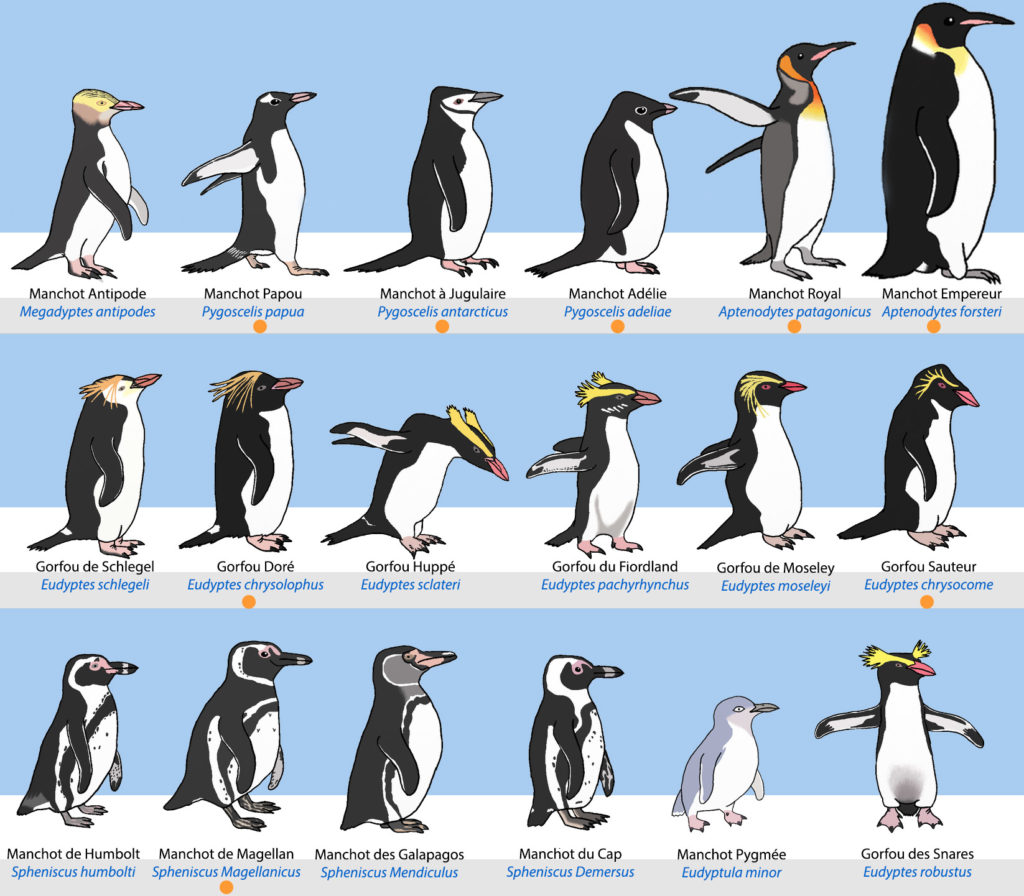 Manchot Antipode
Megadyptes antipodes
Manchot Papou
Pygoscelis papua
Manchot à Jugulaire
Pygoscelis antarcticus
Manchot Adélie
Pygoscelis adeliae
Manchot Royal
Aptenodytes patagonicus
Manchot Empereur
Aptenodytes forsteri
Gorfou de Schlegel
Eudyptes schlegeli
Gorfou Doré
Eudyptes chrysolophus
Gorfou Huppé
Eudyptes sclateri
Gorfou du Fiordland
Eudyptes pachyrhynchus
Gorfou de Moseley
Eudyptes moseleyi
Gorfou Sauteur
Eudyptes chrysocome
Manchot de Humbolt
Spheniscus humbolti
Manchot de Magellan
Spheniscus Magellanicus
Manchot des Galapagos
Spheniscus Mendiculus
Manchot du Cap
Spheniscus Demersus
Manchot Pygmée
Eudyptula minor
Gorfou des Snares
Eudyptes robustus